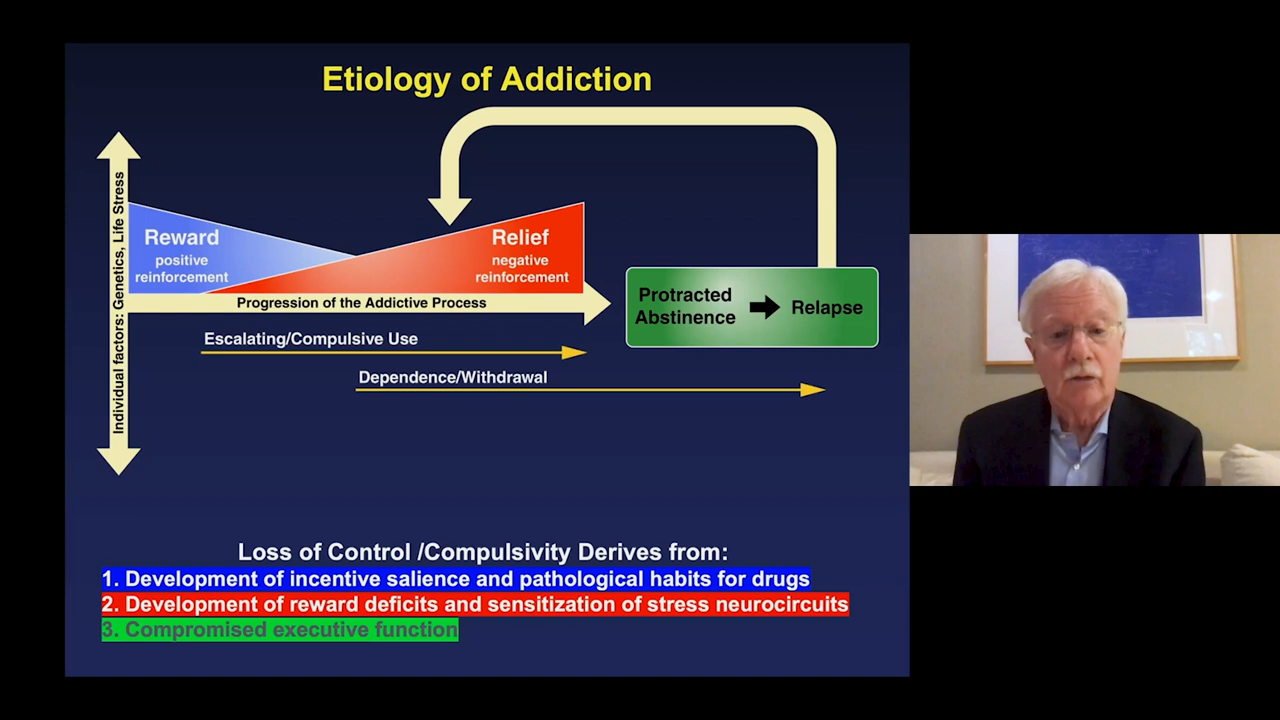 Etiology of Addiction
Individual factors: Genetics, Life Stress
Reward
positive
reinforcement
Relief
negative
reinforcement
Progression of the Addictive Process
Escalating/Compulsive Use
Dependence/Withdrawal
Protracted
Abstinence
Relapse
Loss of Control /Compulsivity Derives from:
1. Development of incentive salience and pathological habits for drugs
2. Development of reward deficits and sensitization of stress neurocircuits
3. Compromised executive function